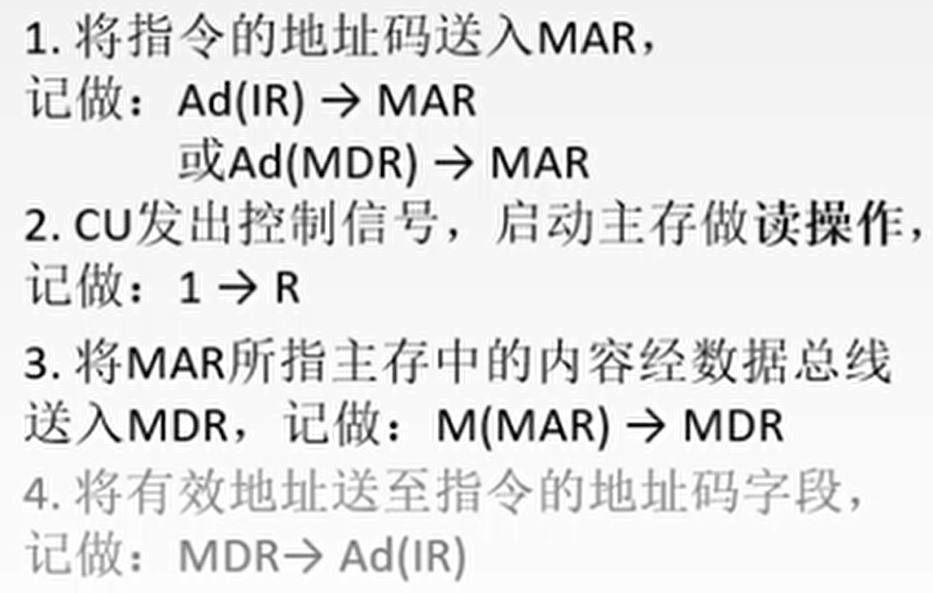 1. 将指令的地址码送入MAR，
记做：Ad(IR) → MAR
或Ad(MDR) → MAR
2. CU发出控制信号，启动主存做读操作，
记做：1 → R
3. 将MAR所指主存中的内容经数据总线
送入MDR，记做：M(MAR) → MDR
4. 将有效地址送至指令的地址码字段，
记做：MDR→ Ad(IR)